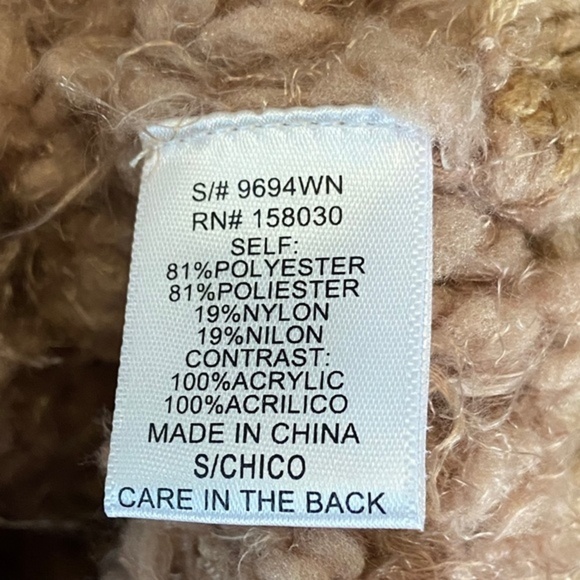 S/# 9694WN
RN# 158030
SELF:
81%POLYESTER
81%POLIESTER
19%NYLON
19%NILON
CONTRAST:
100%ACRYLIC
100%ACRILICO
MADE IN CHINA
S/CHICO
CARE IN THE BACK